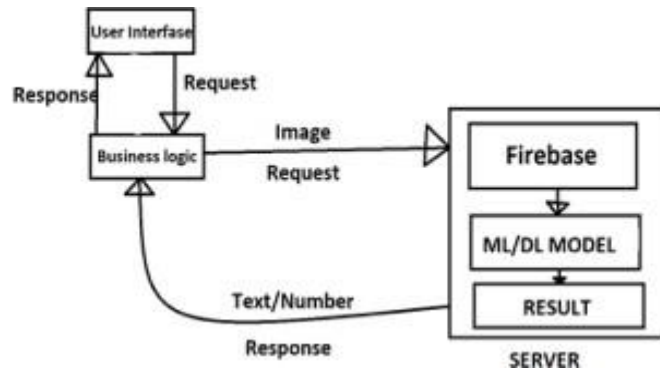 User Interfase
Request
Response
Business logic
Image
Request
Firebase
ML/DL MODEL
RESULT
Text/Number
Response
SERVER